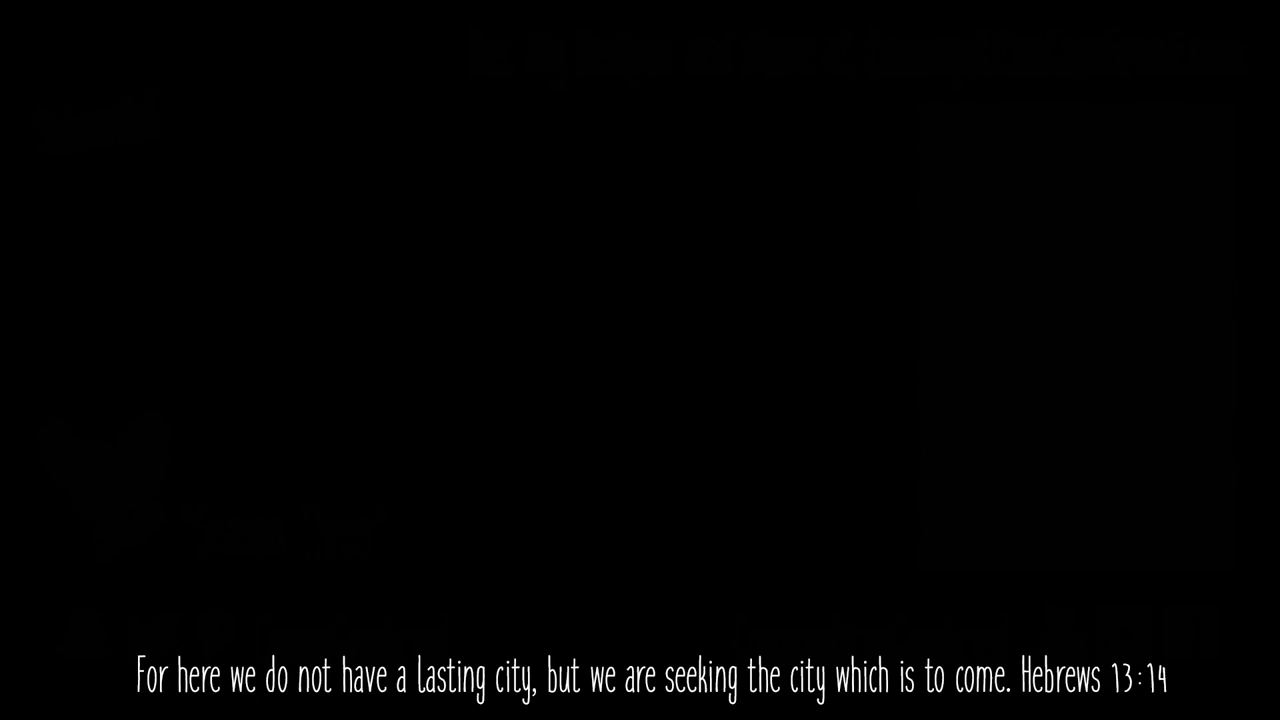 For here we do not have a lasting city, but we are seeking the city which is to come. Hebrews 13:14